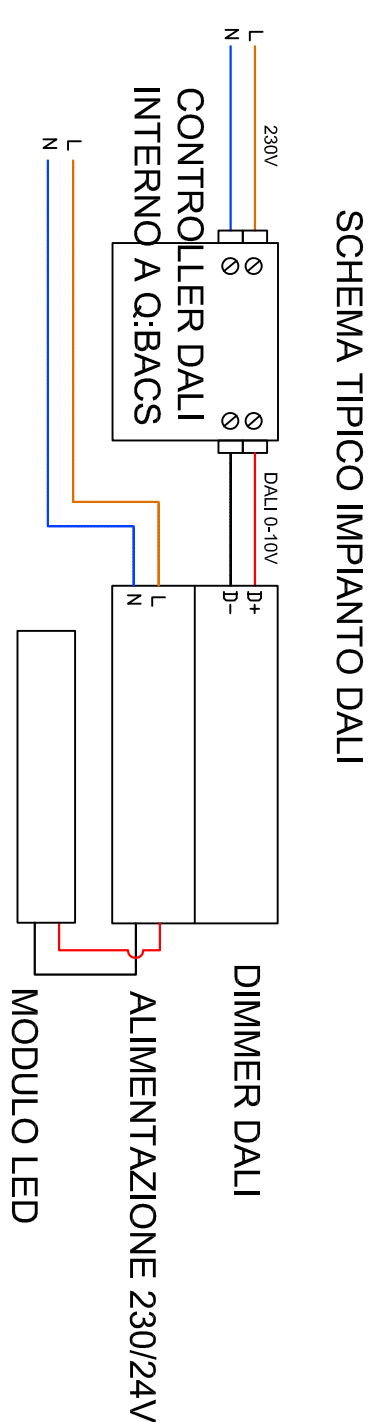 SCHEMA TIPICO IMPIANTO DALI
L
N
230V
CONTROLLER DALI
INTERNO A Q:BACS
L
N
DALI 0-10V
D+
D-
L
N
DIMMER DALI
ALIMENTAZIONE 230/24V
MODULO LED